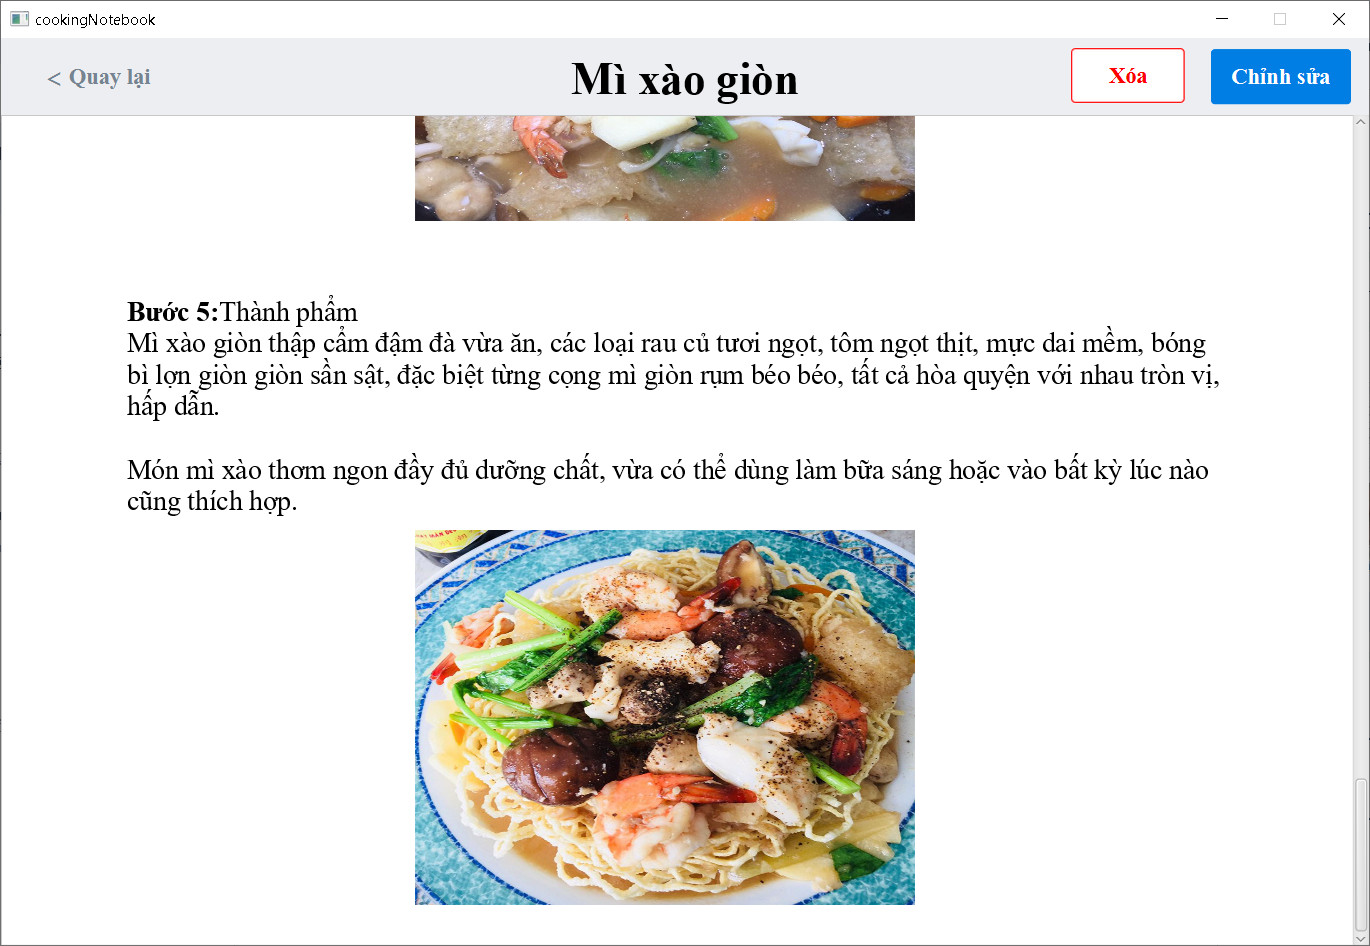 cookingNotebook
< Quay lại
Mì xào giòn
Xóa
Chỉnh sửa
Bước 5:Thành phẩm
Mì xào giòn thập cẩm đậm đà vừa ăn, các loại rau củ tươi ngọt, tôm ngọt thịt, mực dai mềm, bóng
bì lợn giòn giòn sần sật, đặc biệt từng cọng mì giòn rụm béo béo, tất cả hòa quyện với nhau tròn vị,
hấp dẫn.
Món mì xào thơm ngon đầy đủ dưỡng chất, vừa có thể dùng làm bữa sáng hoặc vào bất kỳ lúc nào
cũng thích hợp.